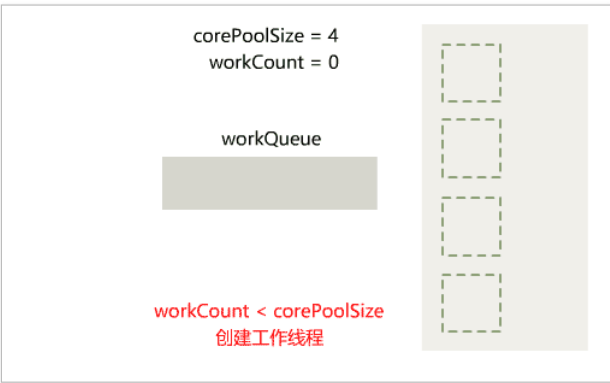 corePoolSize = 4
workCount = 0
workQueue
workCount < corePoolSize
创建工作线程